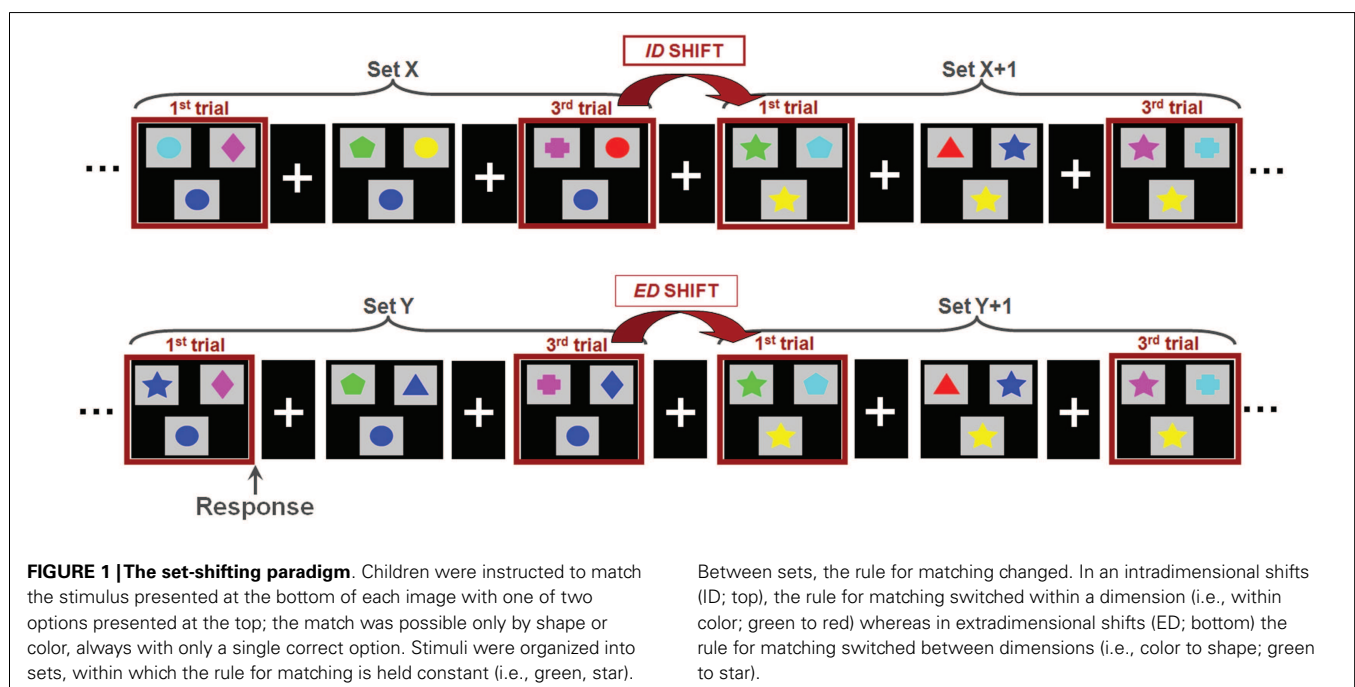 ID SHIFT
Set X
Set X+1
1st trial
3rd trial
1st trial
3rd trial
...
...
ED SHIFT
Set Y
Set Y+1
1st trial
3rd trial
1st trial
3rd trial
...
...
Response
FIGURE 1 | The set-shifting paradigm. Children were instructed to match
the stimulus presented at the bottom of each image with one of two
options presented at the top; the match was possible only by shape or
color, always with only a single correct option. Stimuli were organized into
sets, within which the rule for matching is held constant (i.e., green, star).
Between sets, the rule for matching changed. In an intradimensional shifts
(ID; top), the rule for matching switched within a dimension (i.e., within
color; green to red) whereas in extradimensional shifts (ED; bottom) the
rule for matching switched between dimensions (i.e., color to shape; green
to star).